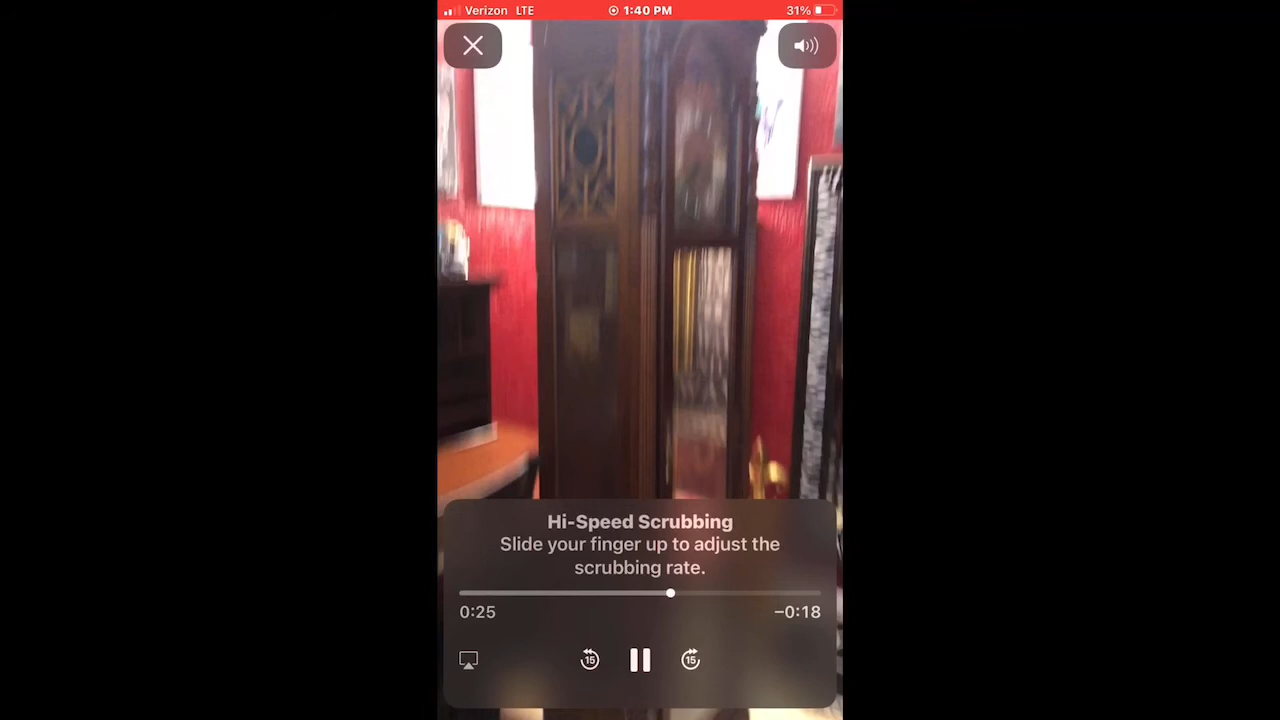 Verizon LTE 1:40 PM 31%
Hi-Speed Scrubbing
Slide your finger up to adjust the
scrubbing rate.
0:25 −0:18
15 15